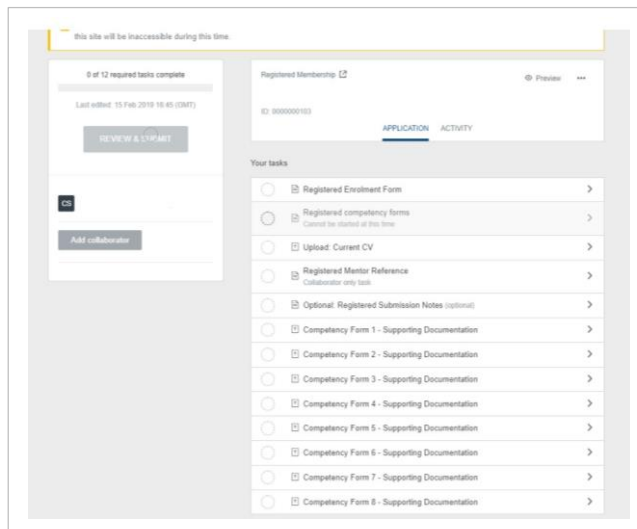 this site will be inaccessible during this time.
0 of 12 required tasks complete
Last edited: 15 Feb 2019 16:45 (GMT)
REVIEW & SUBMIT
CS
Add collaborator
Registered Membership
Preview
ID: 0000000103
APPLICATION ACTIVITY
Your tasks
Registered Enrolment Form
Registered competency forms
Cannot be started at this time
Upload: Current CV
Registered Mentor Reference
Collaborator only task
Optional: Registered Submission Notes (optional)
Competency Form 1 - Supporting Documentation
Competency Form 2 - Supporting Documentation
Competency Form 3 - Supporting Documentation
Competency Form 4 - Supporting Documentation
Competency Form 5 - Supporting Documentation
Competency Form 6 - Supporting Documentation
Competency Form 7 - Supporting Documentation
Competency Form 8 - Supporting Documentation